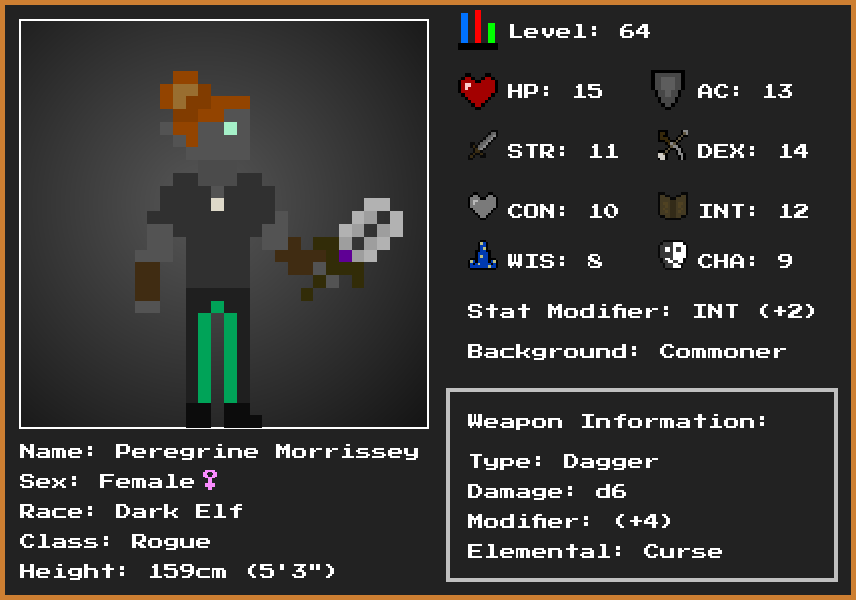 Level: 64
HP: 15
AC: 13
STR: 11
DEX: 14
CON: 10
INT: 12
WIS: 8
CHA: 9
Stat Modifier: INT (+2)
Background: Commoner
Weapon Information:
Type: Dagger
Damage: d6
Modifier: (+4)
Elemental: Curse
Name: Peregrine Morrissey
Sex: Female♀
Race: Dark Elf
Class: Rogue
Height: 159cm (5'3")